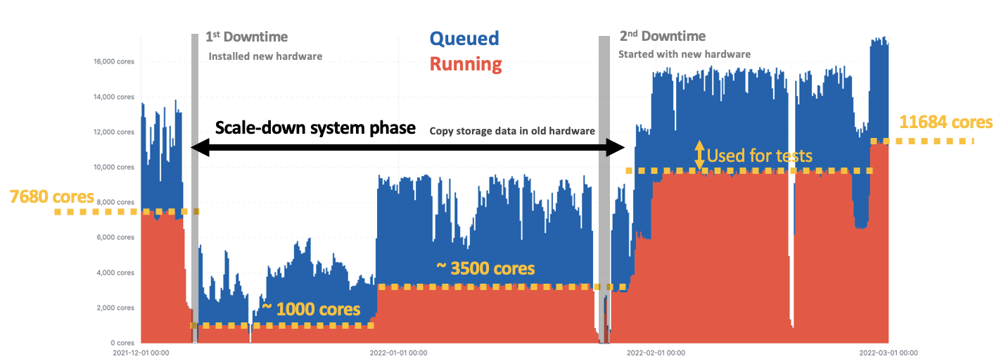 1st Downtime
Installed new hardware
Queued
Running
2nd Downtime
Started with new hardware
16,000 cores
14,000 cores
12,000 cores
10,000 cores
8,000 cores
6,000 cores
4,000 cores
2,000 cores
0 cores
Scale-down system phase
Copy storage data in old hardware
11684 cores
Used for tests
7680 cores
~ 3500 cores
~ 1000 cores
2021-12-01 00:00
2022-01-01 00:00
2022-02-01 00:00
2022-03-01 00:00